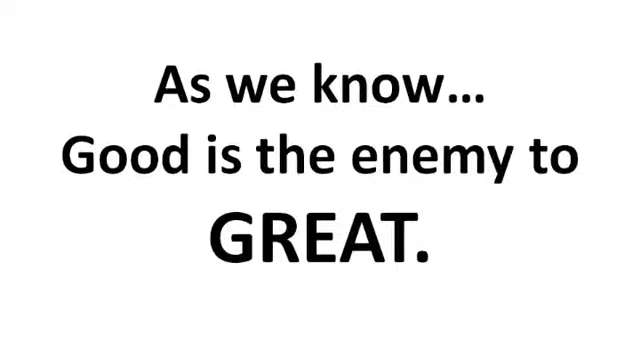 As we know...
Good is the enemy to
GREAT.